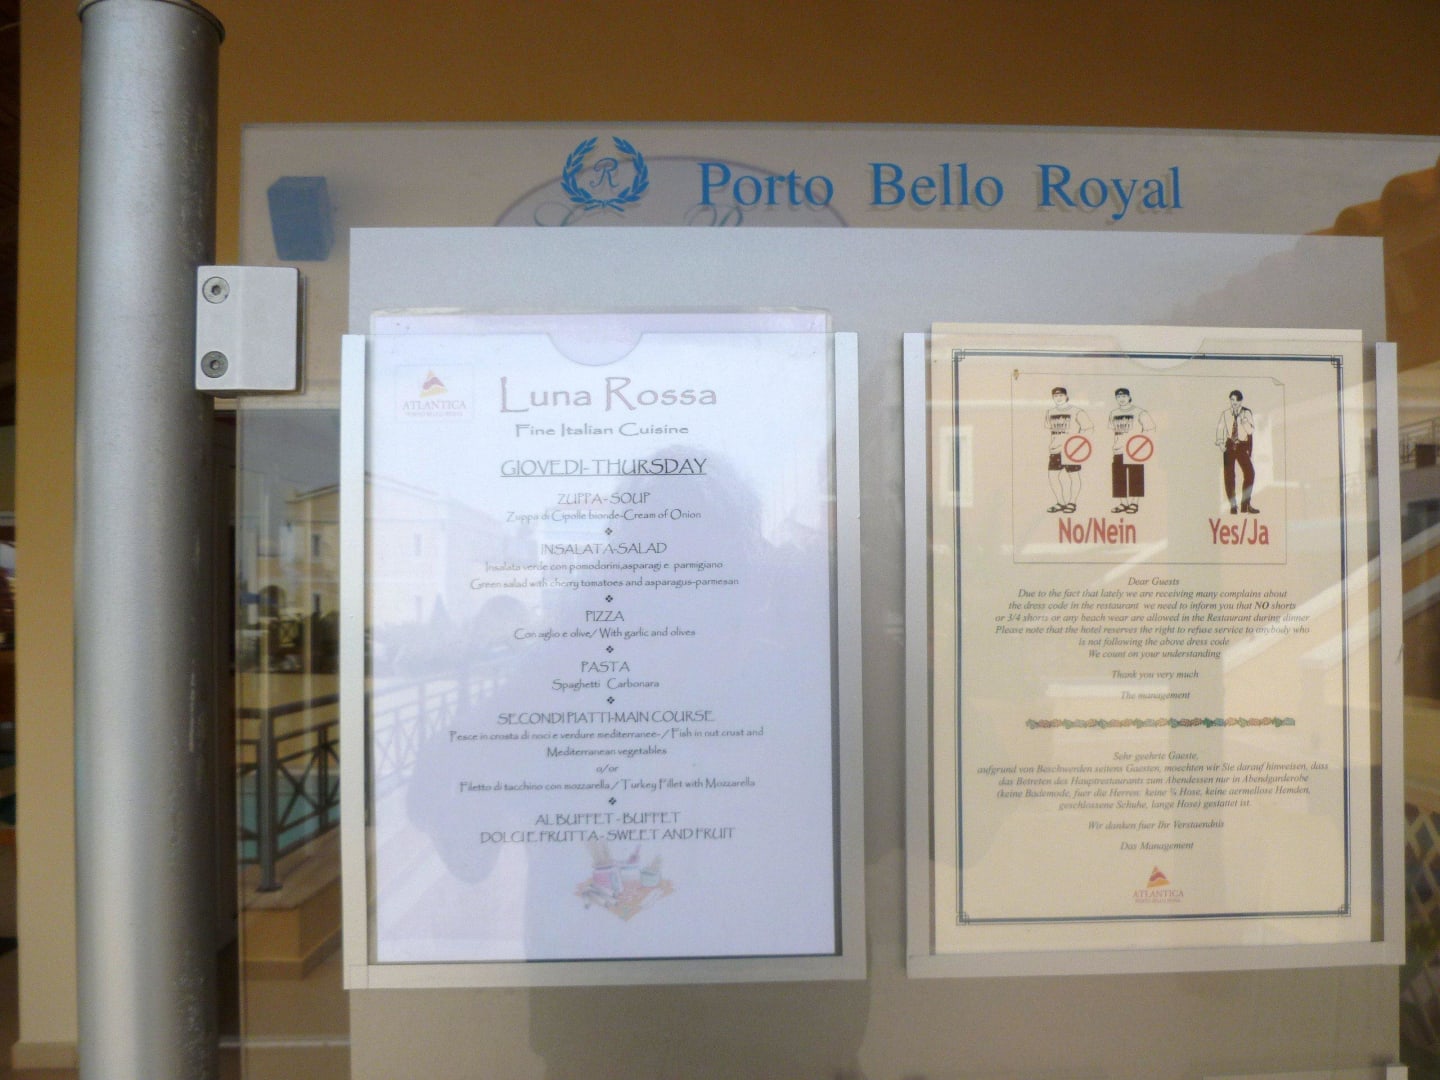 R
Porto Bello Royal
ATLANTICA
Luna Rossa
Fine Italian Cuisine
GIOVEDI-THURSDAY
ZUPPA-SOUP
Zuppa di Cipolle bionde-Cream of Onion
INSALATA-SALAD
Insalata verde con pomodorini,asparagi e parmigiano
Green salad with cherry tomatoes and asparagus-parmesan
PIZZA
Con aglio e olive/ With garlic and olives
PASTA
Spaghetti Carbonara
SECONDI PIATTI-MAIN COURSE
Pesce in crosta di noci e verdure mediterranee-/ Fish in nut crust and
Mediterranean vegetables
o/or
Filetto di tacchino con mozzarella / Turkey Fillet with Mozzarella
AL BUFFET - BUFFET
DOLCI E FRUTTA- SWEET AND FRUIT
No/Nein
Yes/Ja
Dear Guests
Due to the fact that lately we are receiving many complains about
the dress code in the restaurant we need to inform you that NO shorts
or 3/4 shorts or any beach wear are allowed in the Restaurant during dinner
Please note that the hotel reserves the right to refuse service to anybody who
is not following the above dress code
We count on your understanding
Thank you very much
The management
Sehr geehrte Gaeste,
aufgrund von Beschwerden seitens Gaesten, moechten wir Sie darauf hinweisen, dass
das Betreten des Hauptrestaurants zum Abendessen nur in Abendgarderobe
(keine Bademode, fuer die Herren: keine ¾ Hose, keine aermellose Hemden,
geschlossene Schuhe, lange Hose) gestattet ist.
Wir danken fuer Ihr Verstaendnis
Das Management
ATLANTICA